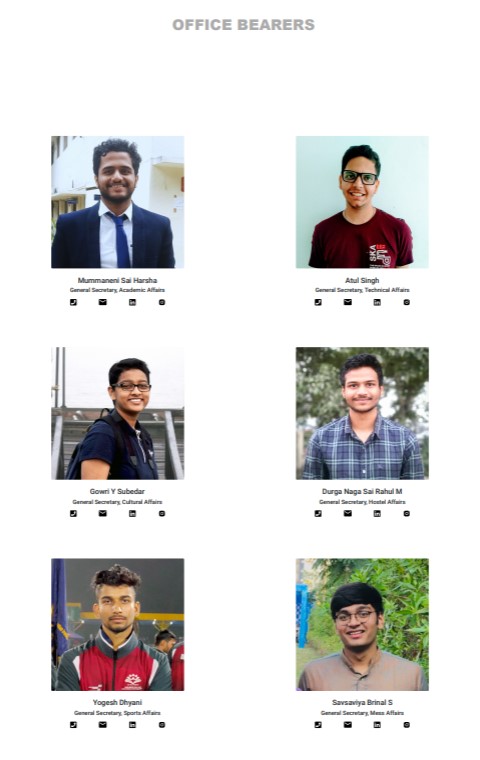 OFFICE BEARERS
Mummaneni Sai Harsha
General Secretary, Academic Affairs
Atul Singh
General Secretary, Technical Affairs
SKA
Gowri Y Subedar
General Secretary, Cultural Affairs
Durga Naga Sai Rahul M
General Secretary, Hostel Affairs
Yogesh Dhyani
General Secretary, Sports Affairs
Savsaviya Brinal S
General Secretary, Mess Affairs